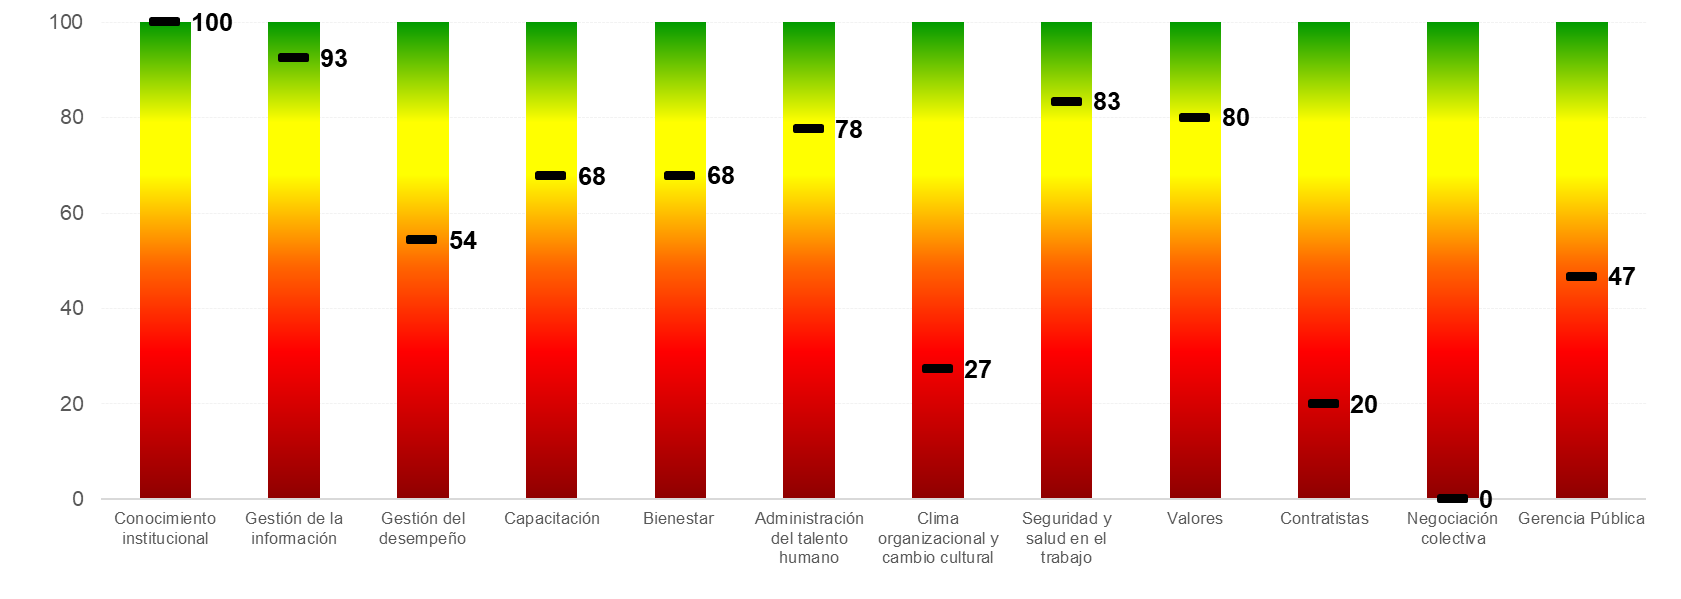 100
80
60
40
20
0
100
93
54
68
68
78
27
83
80
20
0
47
Conocimiento
institucional
Gestión de la
información
Gestión del
desempeño
Capacitación
Bienestar
Administración
del talento
humano
Clima
organizacional y
cambio cultural
Seguridad y
salud en el
trabajo
Valores
Contratistas
Negociación
colectiva
Gerencia Pública